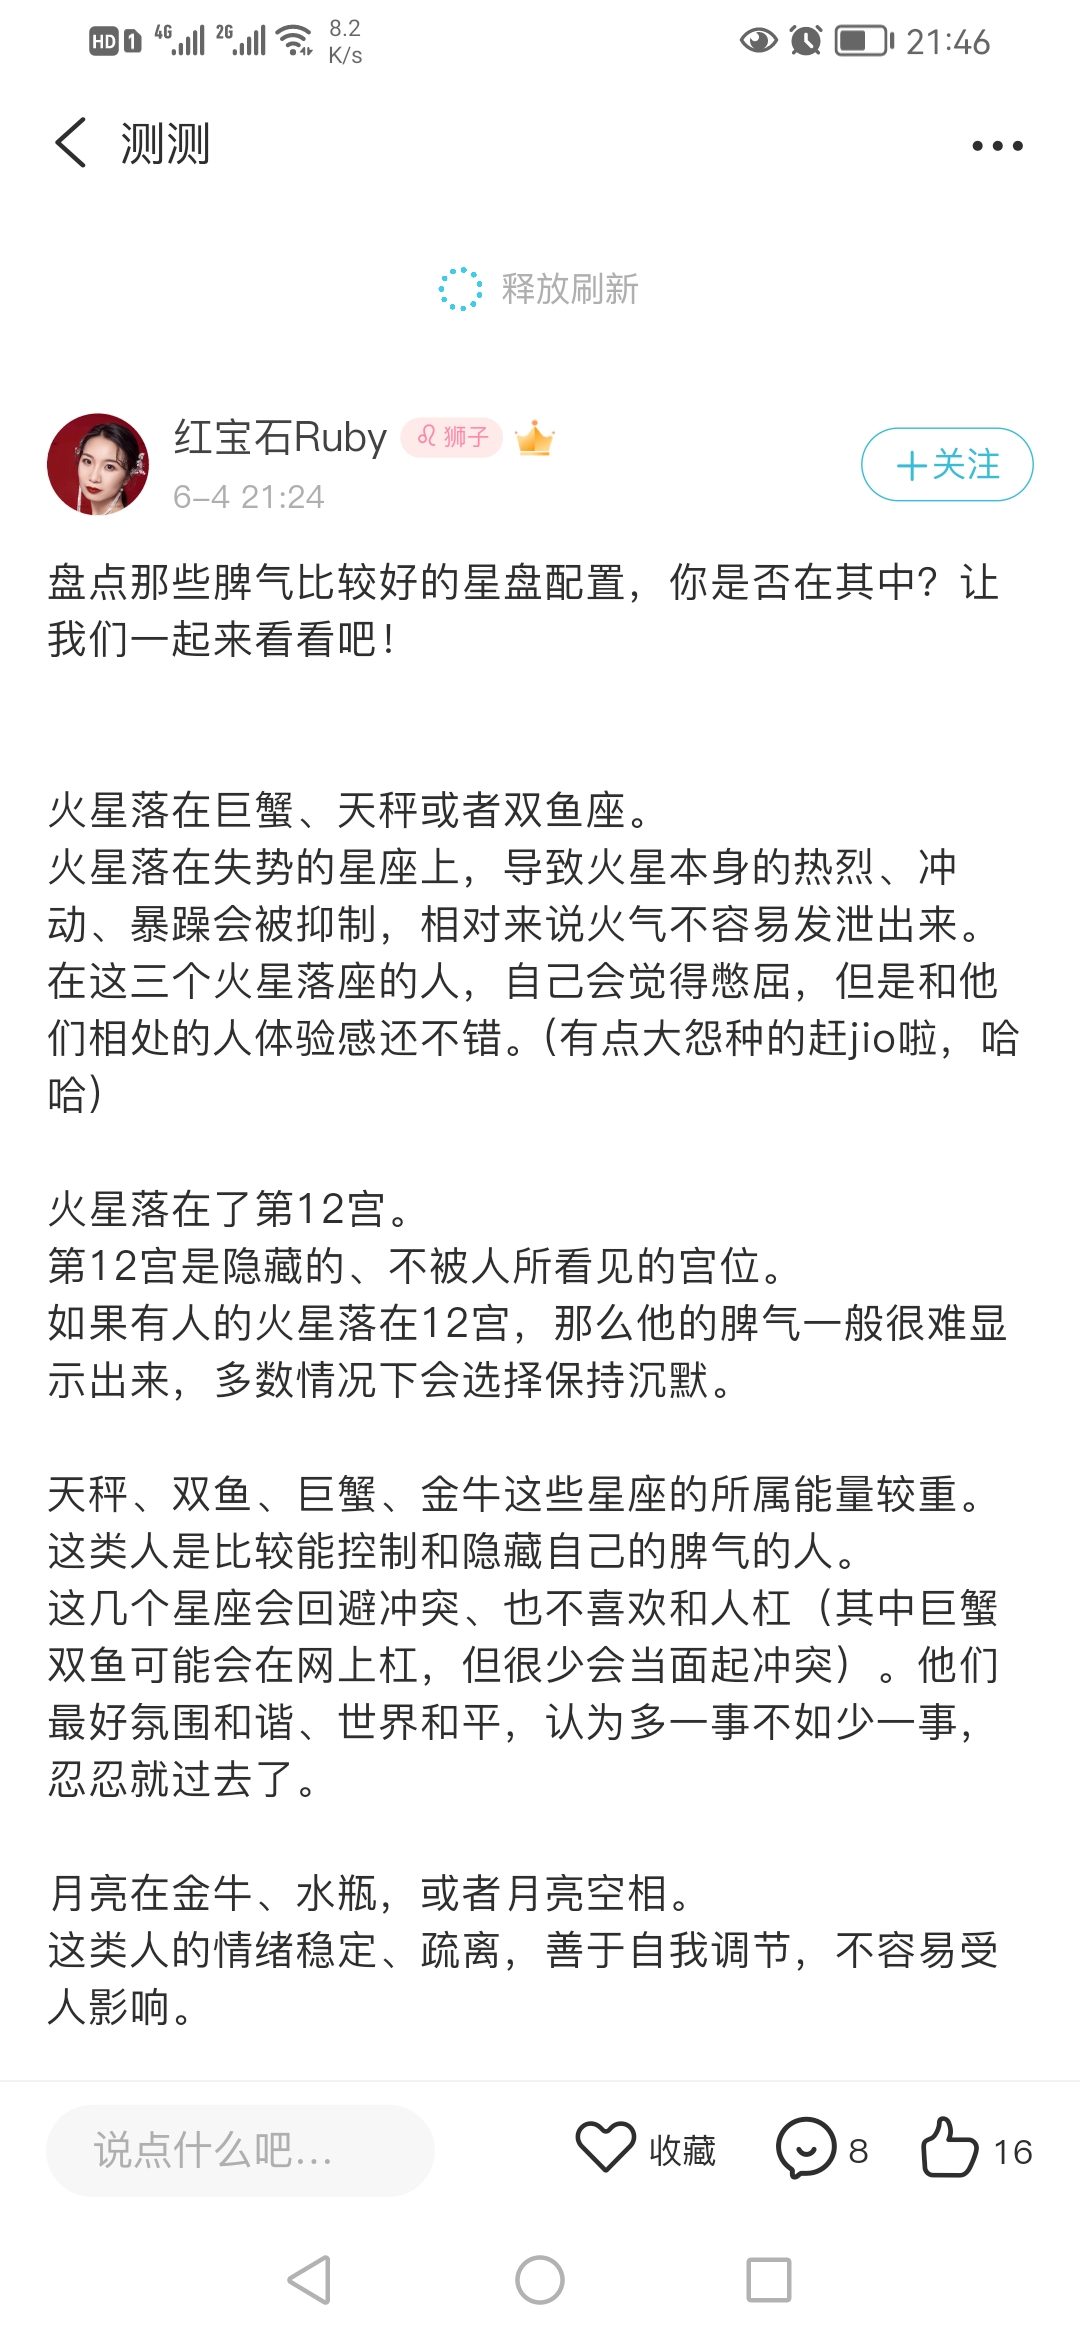 HD 1 4G 2G 8.2 K/s 21:46
测测
释放刷新
红宝石Ruby 狮子
6-4 21:24
+关注
盘点那些脾气比较好的星盘配置，你是否在其中？让
我们一起来看看吧！
火星落在巨蟹、天秤或者双鱼座。
火星落在失势的星座上，导致火星本身的热烈、冲
动、暴躁会被抑制，相对来说火气不容易发泄出来。
在这三个火星落座的人，自己会觉得憋屈，但是和他
们相处的人体验感还不错。(有点大怨种的赶jio啦，哈
哈)
火星落在了第12宫。
第12宫是隐藏的、不被人所看见的宫位。
如果有人的火星落在12宫，那么他的脾气一般很难显
示出来，多数情况下会选择保持沉默。
天秤、双鱼、巨蟹、金牛这些星座的所属能量较重。
这类人是比较能控制和隐藏自己的脾气的人。
这几个星座会回避冲突、也不喜欢和人杠（其中巨蟹
双鱼可能会在网上杠，但很少会当面起冲突）。他们
最好氛围和谐、世界和平，认为多一事不如少一事，
忍忍就过去了。
月亮在金牛、水瓶，或者月亮空相。
这类人的情绪稳定、疏离，善于自我调节，不容易受
人影响。
说点什么吧... 收藏 8 16